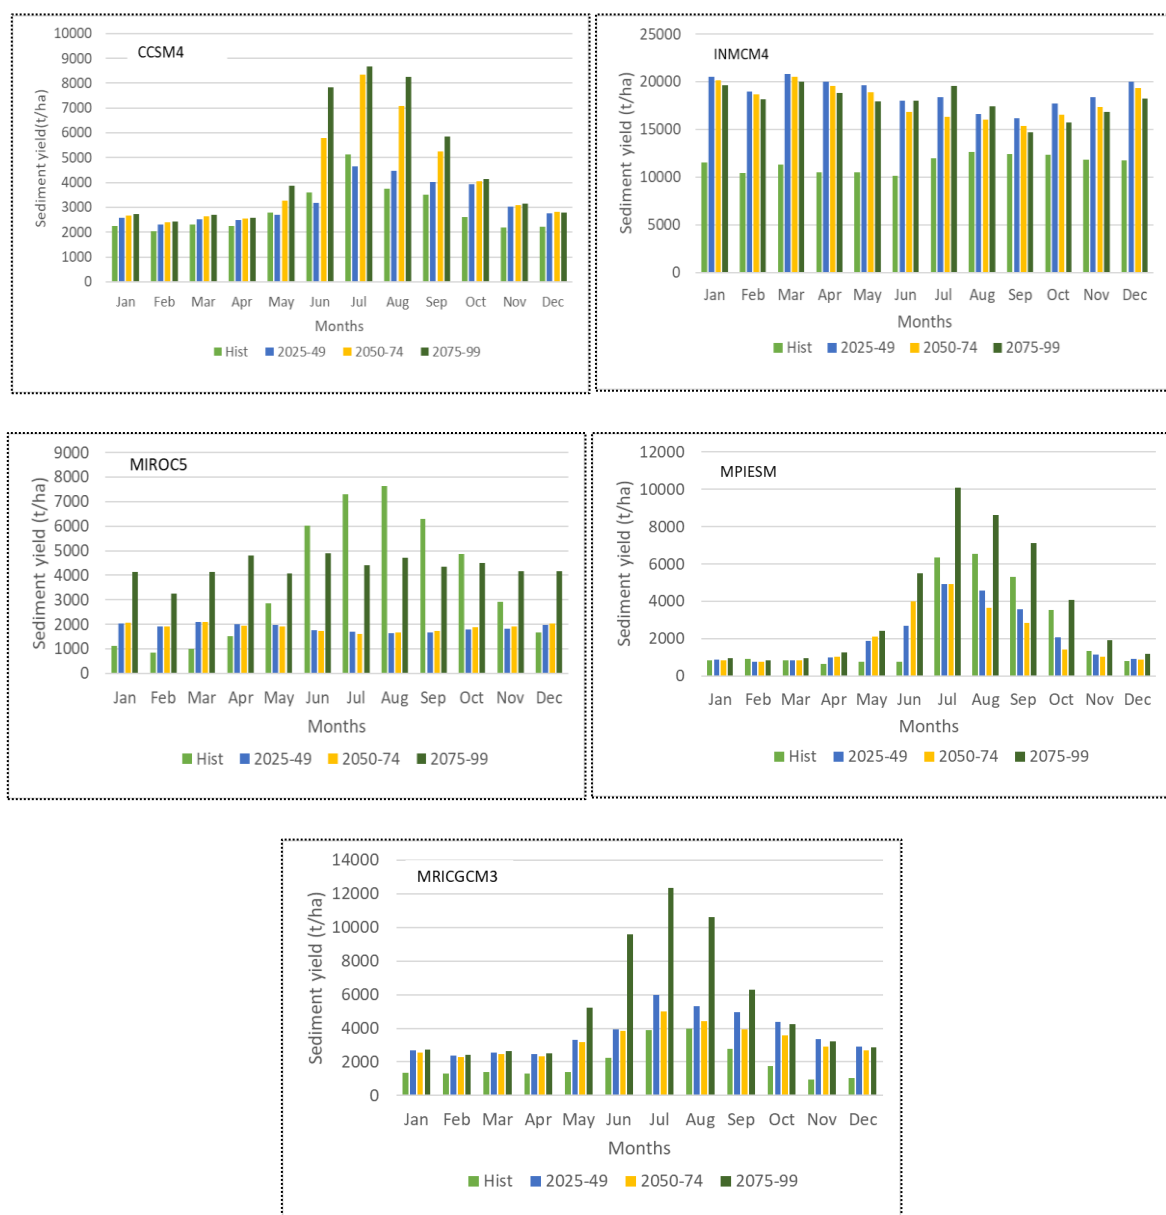 CCSM4
Sediment yield(t/ha)
10000
9000
8000
7000
6000
5000
4000
3000
2000
1000
0
Jan Feb Mar Apr May Jun Jul Aug Sep Oct Nov Dec
Months
Hist 2025-49 2050-74 2075-99
INMCM4
Sediment yield (t/ha)
25000
20000
15000
10000
5000
0
Jan Feb Mar Apr May Jun Jul Aug Sep Oct Nov Dec
Months
Hist 2025-49 2050-74 2075-99
MIROC5
Sediment yield (t/ha)
9000
8000
7000
6000
5000
4000
3000
2000
1000
0
Jan Feb Mar Apr May Jun Jul Aug Sep Oct Nov Dec
Months
Hist 2025-49 2050-74 2075-99
MPIESM
Sediment yield (t/ha)
12000
10000
8000
6000
4000
2000
0
Jan Feb Mar Apr May Jun Jul Aug Sep Oct Nov Dec
Months
Hist 2025-49 2050-74 2075-99
MRICGCM3
Sediment yield (t/ha)
14000
12000
10000
8000
6000
4000
2000
0
Jan Feb Mar Apr May Jun Jul Aug Sep Oct Nov Dec
Months
Hist 2025-49 2050-74 2075-99